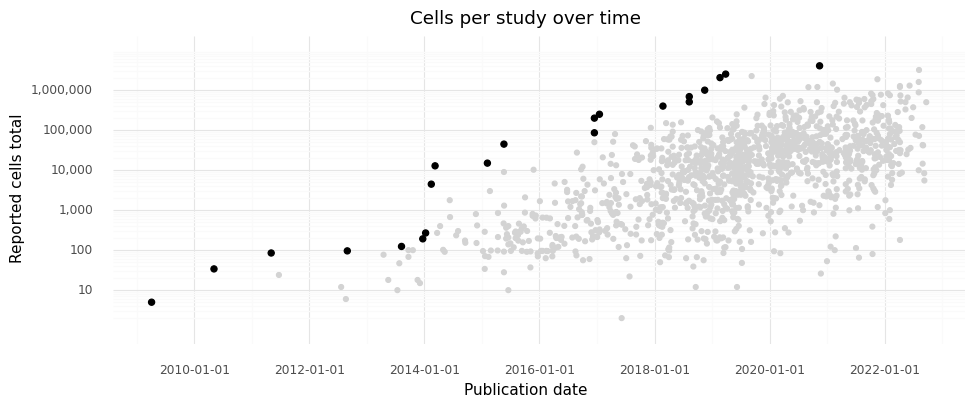 Cells per study over time
Reported cells total
1,000,000
100,000
10,000
1,000
100
10
2010-01-01 2012-01-01 2014-01-01 2016-01-01 2018-01-01 2020-01-01 2022-01-01
Publication date